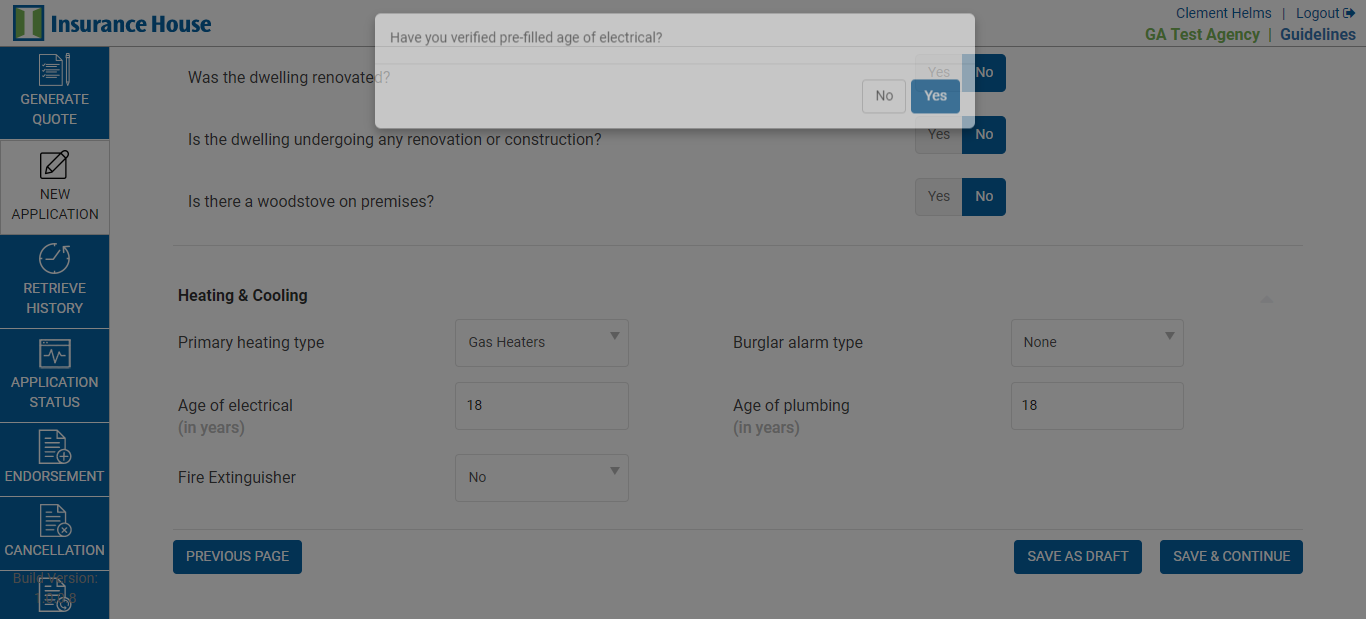 Insurance House
Clement Helms | Logout
GA Test Agency | Guidelines
Have you verified pre-filled age of electrical?
No
Yes
GENERATE
QUOTE
NEW
APPLICATION
RETRIEVE
HISTORY
APPLICATION
STATUS
ENDORSEMENT
CANCELLATION
Build Version:
Was the dwelling renovated?
Yes No
Is the dwelling undergoing any renovation or construction?
Yes No
Is there a woodstove on premises?
Yes No
Heating & Cooling
Primary heating type
Gas Heaters
Burglar alarm type
None
Age of electrical
(in years)
18
Age of plumbing
(in years)
18
Fire Extinguisher
No
PREVIOUS PAGE
SAVE AS DRAFT
SAVE & CONTINUE